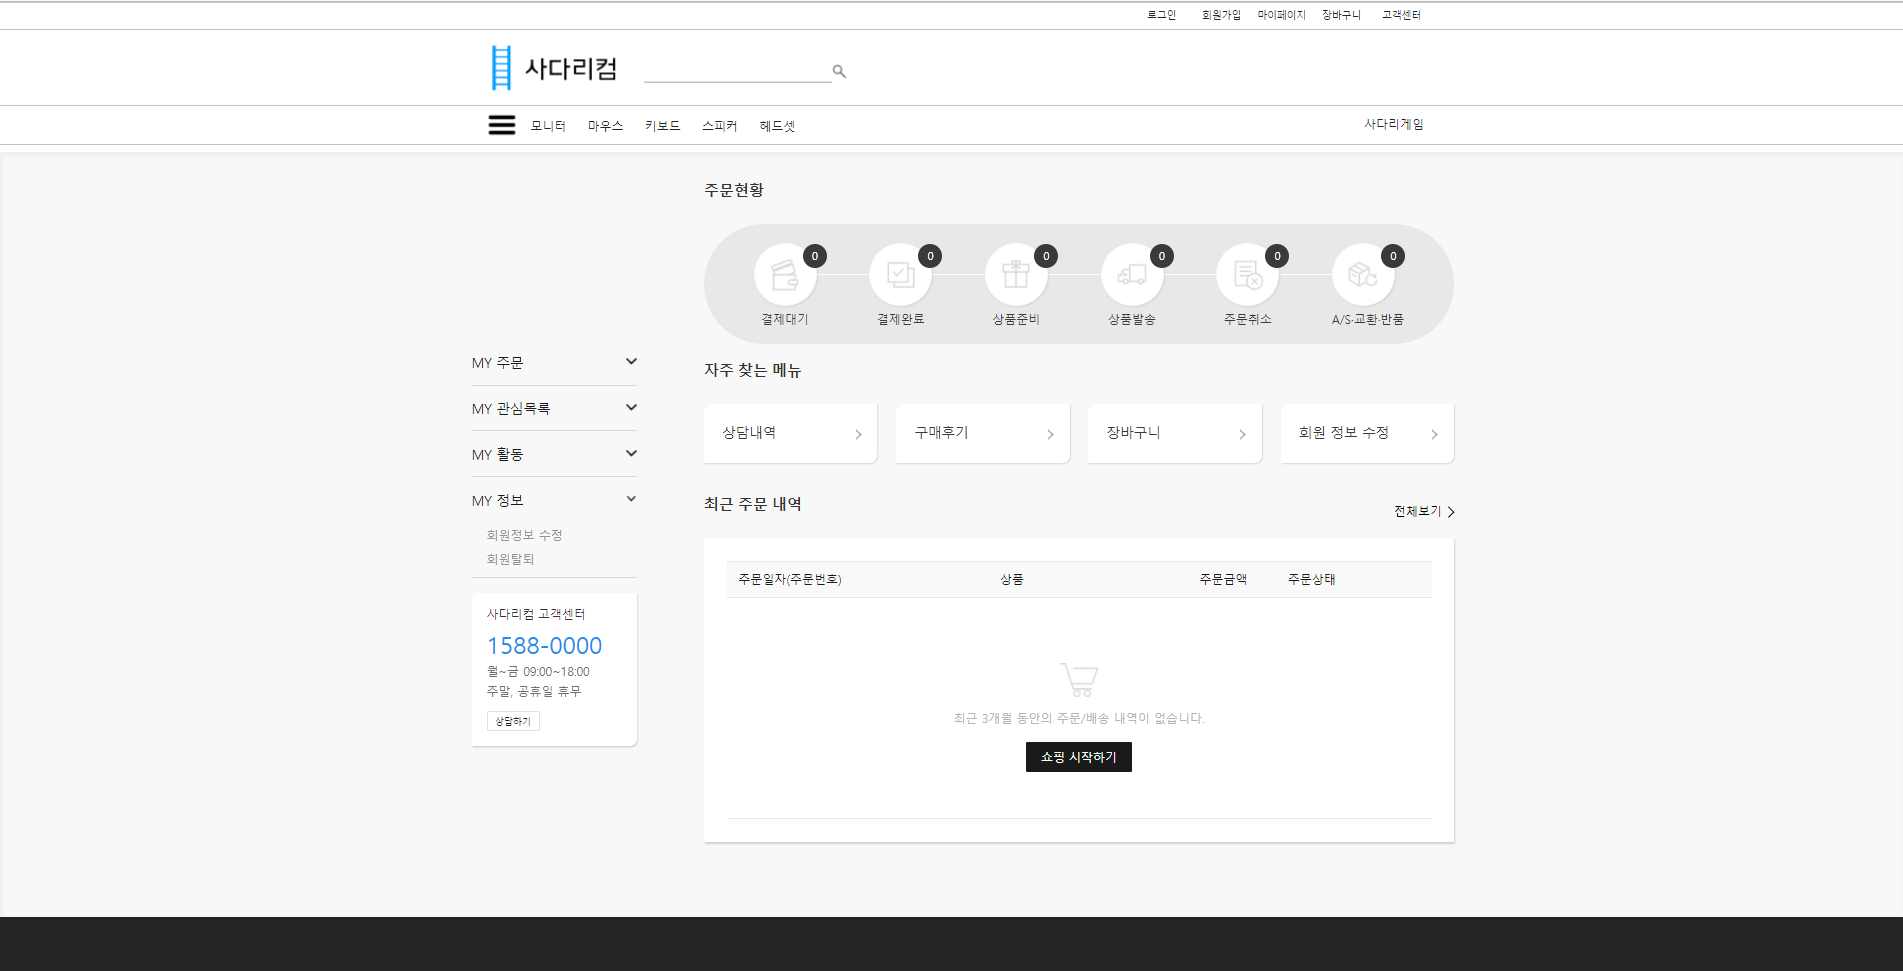 로그인 회원가입 마이페이지 장바구니 고객센터
사다리컴
모니터 마우스 키보드 스피커 헤드셋 사다리게임
주문현황
0 0 0 0 0 0
결제대기 결제완료 상품준비 상품발송 주문취소 A/S·교환·반품
MY 주문
MY 관심목록
MY 활동
MY 정보
회원정보 수정
회원탈퇴
사다리컴 고객센터
1588-0000
월~금 09:00~18:00
주말, 공휴일 휴무
상담하기
자주 찾는 메뉴
상담내역 구매후기 장바구니 회원 정보 수정
최근 주문 내역 전체보기
주문일자(주문번호) 상품 주문금액 주문상태
최근 3개월 동안의 주문/배송 내역이 없습니다.
쇼핑 시작하기